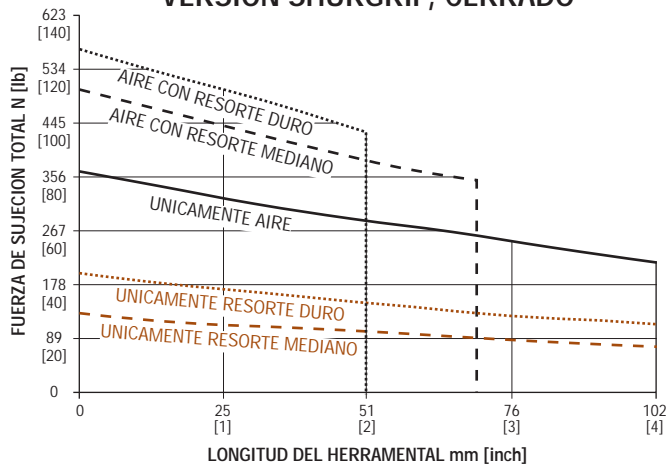 VERSION SHURGRIP, CERRADO
FUERZA DE SUJECION TOTAL N [lb]
623
[140]
534
[120]
445
[100]
356
[80]
267
[60]
178
[40]
89
[20]
0
AIRE CON RESORTE DURO
AIRE CON RESORTE MEDIANO
UNICAMENTE AIRE
UNICAMENTE RESORTE DURO
UNICAMENTE RESORTE MEDIANO
0 25 51 76 102
[1] [2] [3] [4]
LONGITUD DEL HERRAMENTAL mm [inch]